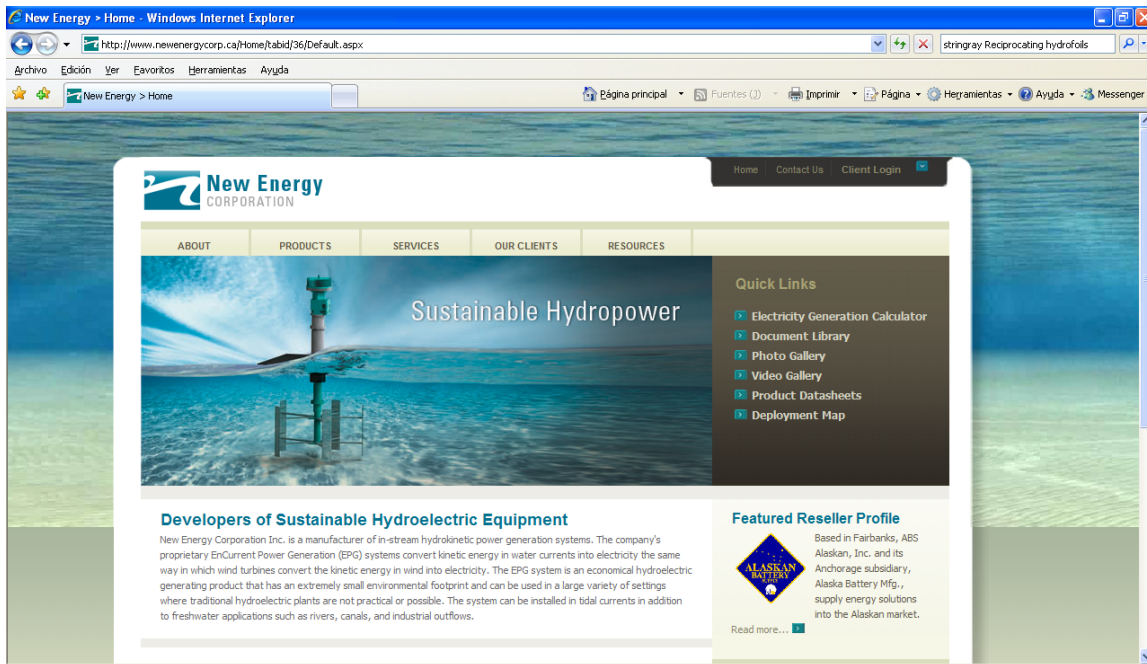 New Energy > Home - Windows Internet Explorer
http://www.newenergycorp.ca/Home/tabid/36/Default.aspx
stringray Reciprocating hydrofoils
Archivo Edición Ver Favoritos Herramientas Ayuda
New Energy > Home
Página principal Fuentes (J) Imprimir Página Herramientas Ayuda Messenger
Home Contact Us Client Login
New Energy
CORPORATION
ABOUT PRODUCTS SERVICES OUR CLIENTS RESOURCES
Sustainable Hydropower
Quick Links
Electricity Generation Calculator
Document Library
Photo Gallery
Video Gallery
Product Datasheets
Deployment Map
Developers of Sustainable Hydroelectric Equipment
New Energy Corporation Inc. is a manufacturer of in-stream hydrokinetic power generation systems. The company's
proprietary EnCurrent Power Generation (EPG) systems convert kinetic energy in water currents into electricity the same
way in which wind turbines convert the kinetic energy in wind into electricity. The EPG system is an economical hydroelectric
generating product that has an extremely small environmental footprint and can be used in a large variety of settings
where traditional hydroelectric plants are not practical or possible. The system can be installed in tidal currents in addition
to freshwater applications such as rivers, canals, and industrial outflows.
Featured Reseller Profile
ALASKAN
BATTERY
SUPPLY
Based in Fairbanks, ABS
Alaskan, Inc. and its
Anchorage subsidiary,
Alaska Battery Mfg.,
supply energy solutions
into the Alaskan market.
Read more...